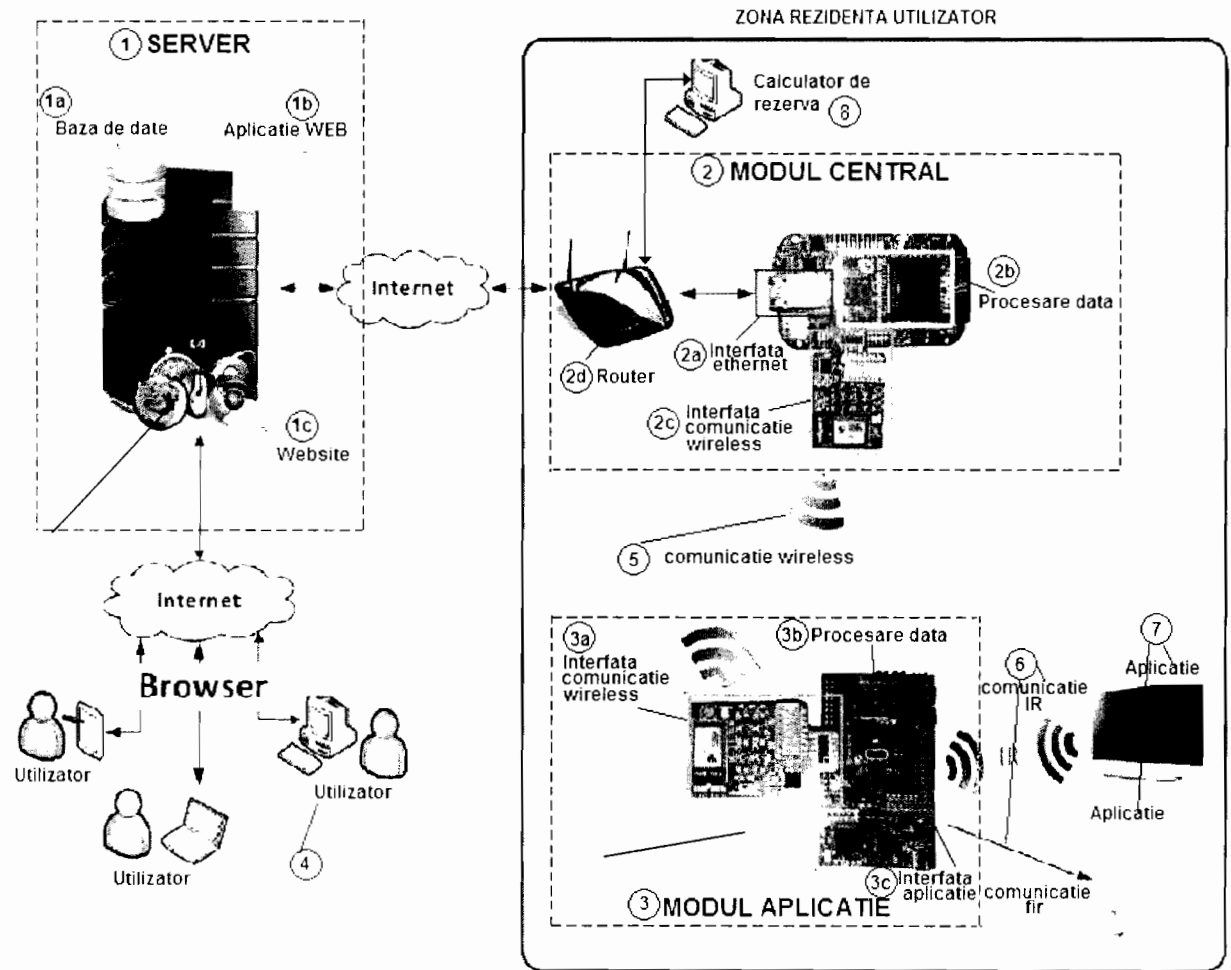 ZONA REZIDENTA UTILIZATOR
1 SERVER
1a
Baza de date
1b
Aplicatie WEB
1c
Website
Internet
Internet
Browser
Utilizator
Utilizator
Utilizator
4
Calculator de
rezerva 8
2 MODUL CENTRAL
2b
Procesare data
2a Interfata
ethernet
2d Router
2c Interfata
comunicatie
wireless
5 comunicatie wireless
3a
Interfata
comunicatie
wireless
3b Procesare data
6
comunicatie
IR
7
Aplicatie
Aplicatie
3c Interfata
aplicatie
comunicatie
fir
3 MODUL APLICATIE